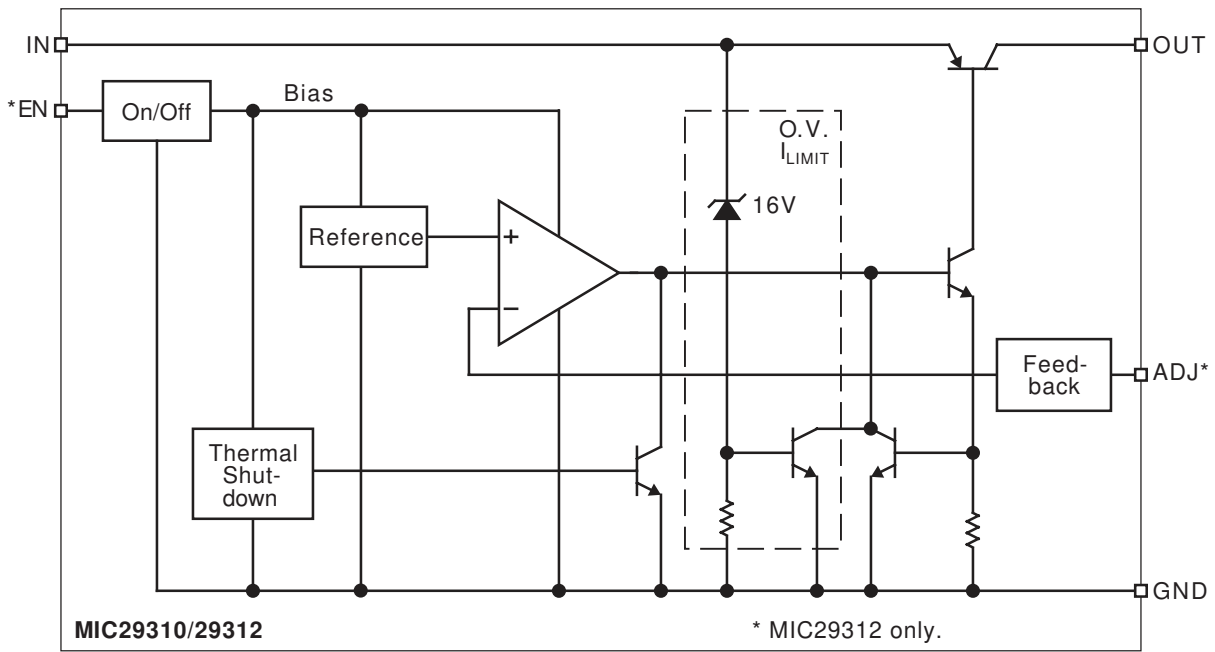 IN
OUT
*EN
On/Off
Bias
O.V.
ILIMIT
16V
Reference
+
−
Feed-
back
ADJ*
Thermal
Shut-
down
GND
MIC29310/29312
* MIC29312 only.